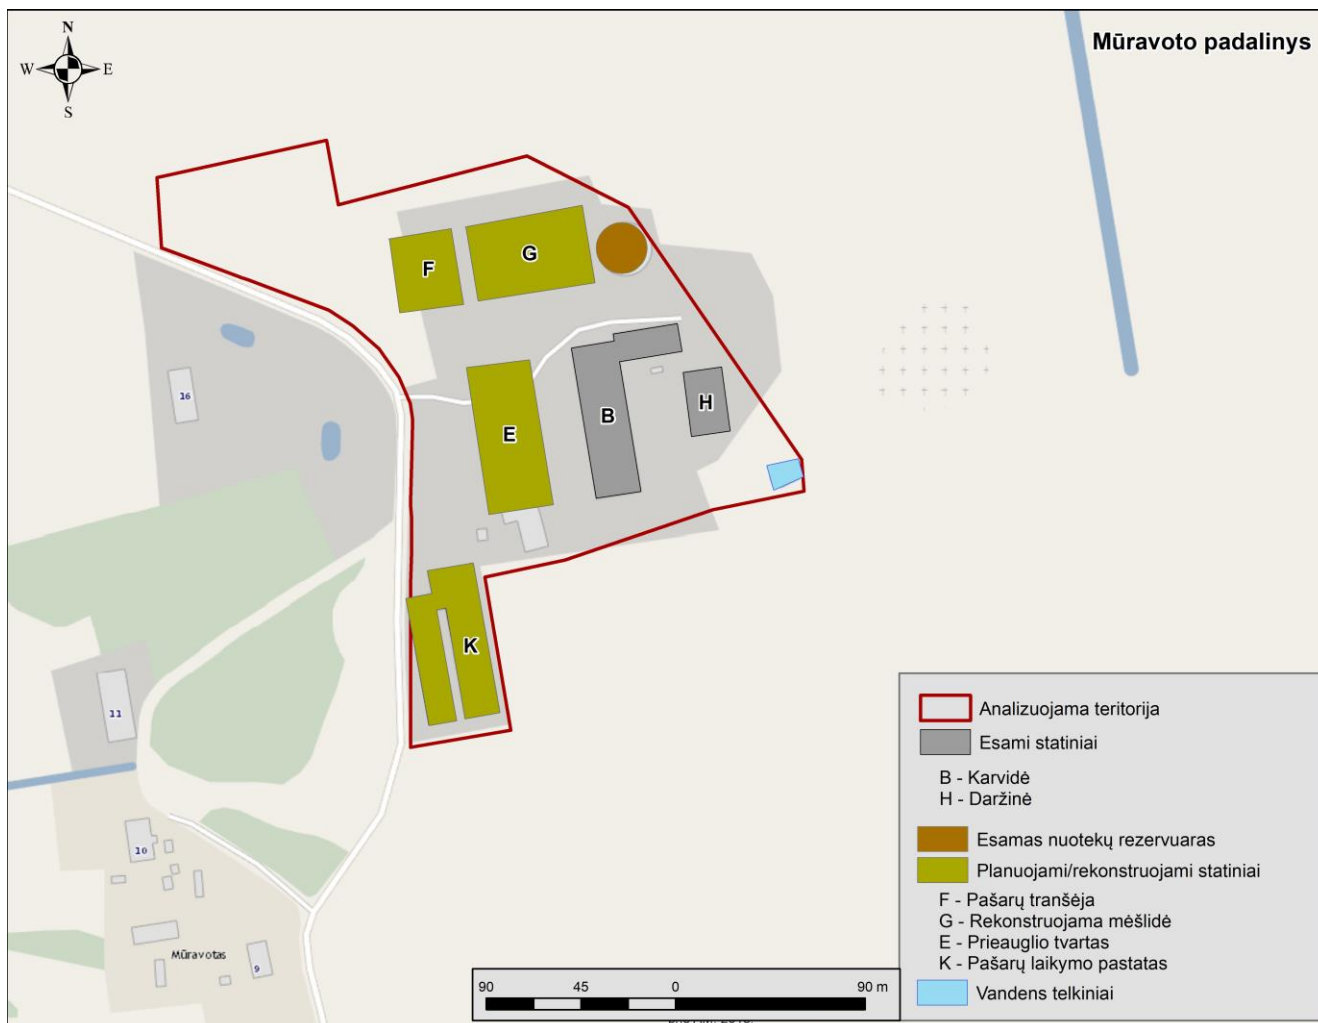 Mūravoto padalinys
N
W E
S
F
G
E
B
H
K
16
11
10
9
Mūravotas
Analizuojama teritorija
Esami statiniai
B - Karvidė
H - Daržinė
Esamas nuotekų rezervuaras
Planuojami/rekonstruojami statiniai
F - Pašarų tranšėja
G - Rekonstruojama mėšlidė
E - Prieauglio tvartas
K - Pašarų laikymo pastatas
Vandens telkiniai
90 45 0 90 m